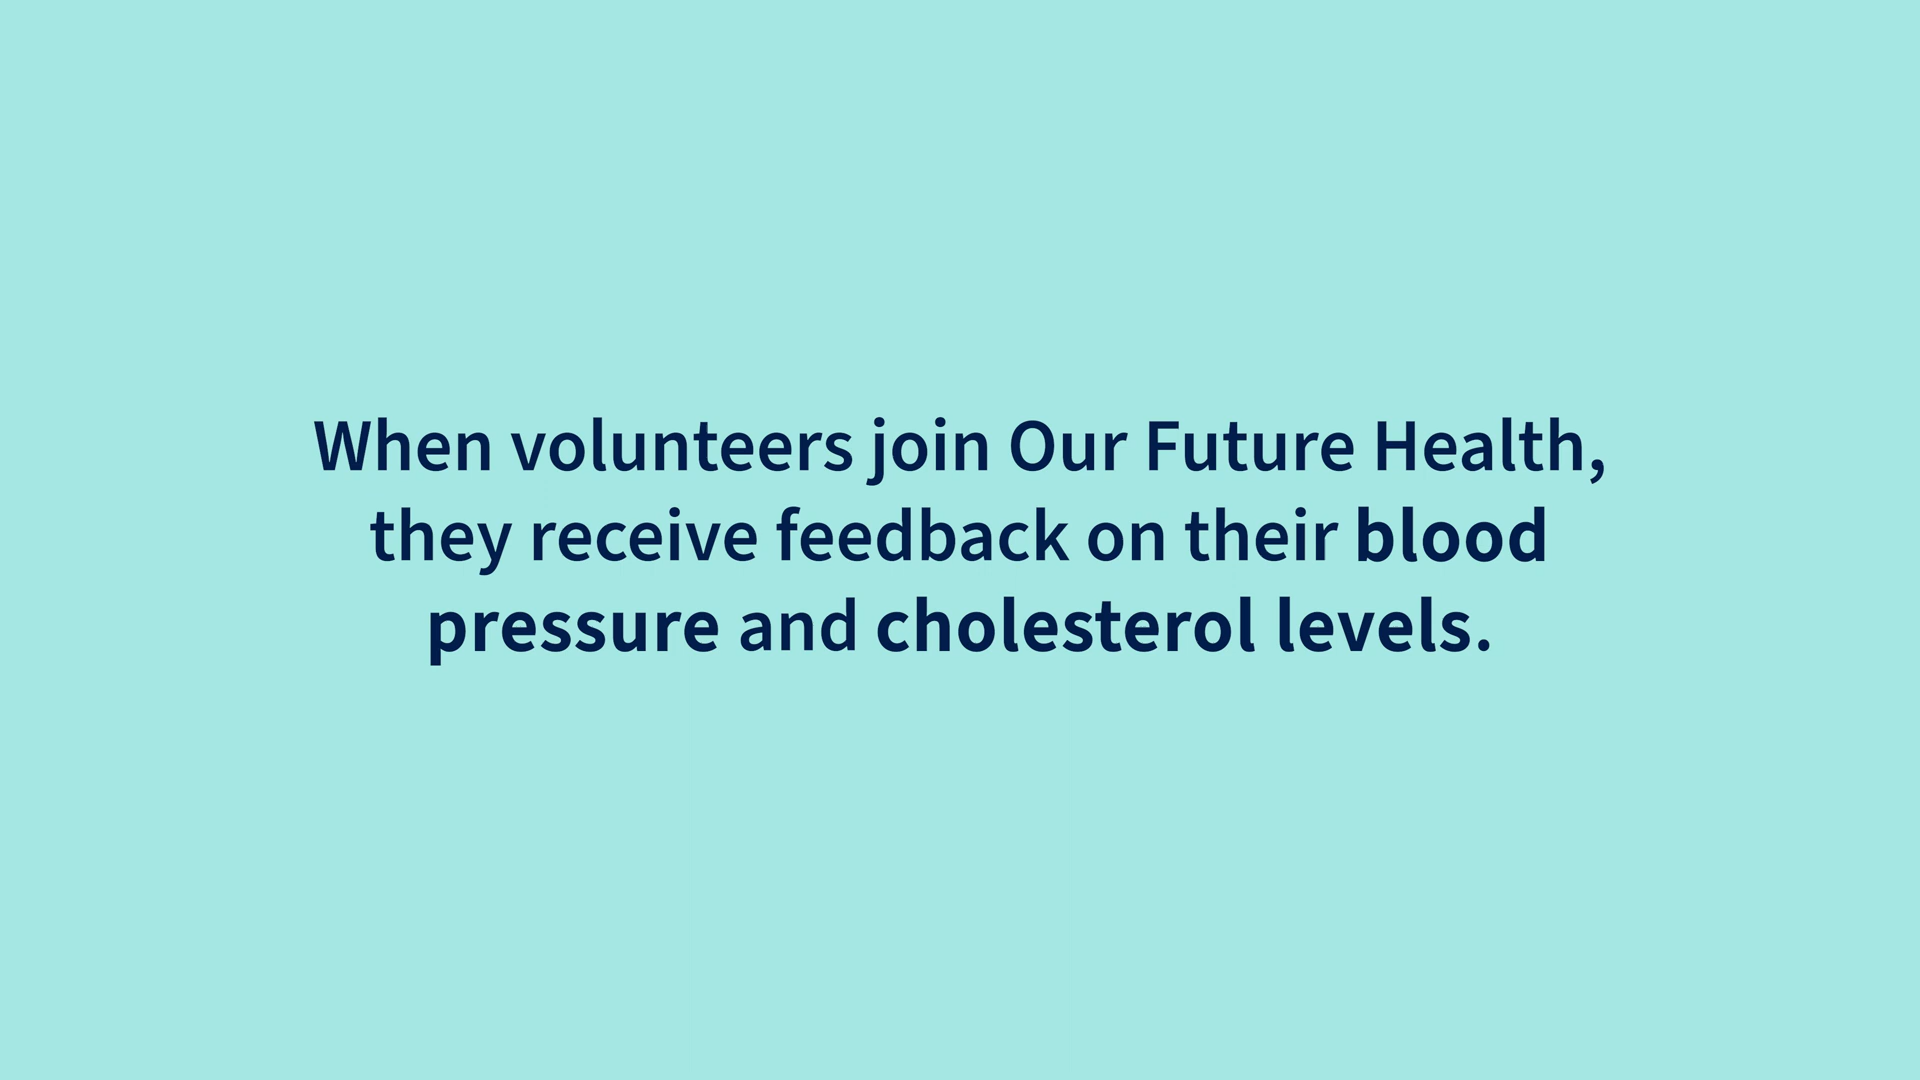 When volunteers join Our Future Health,
they receive feedback on their blood
pressure and cholesterol levels.